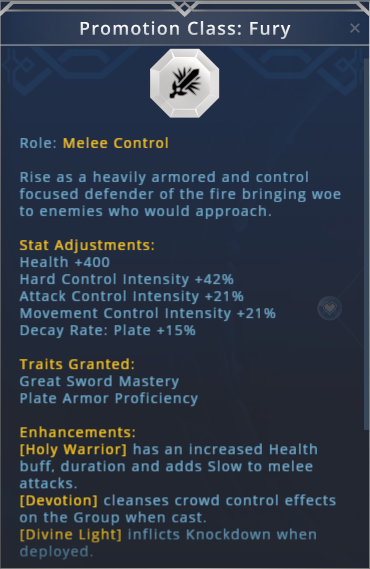 Promotion Class: Fury
Role: Melee Control
Rise as a heavily armored and control
focused defender of the fire bringing woe
to enemies who would approach.
Stat Adjustments:
Health +400
Hard Control Intensity +42%
Attack Control Intensity +21%
Movement Control Intensity +21%
Decay Rate: Plate +15%
Traits Granted:
Great Sword Mastery
Plate Armor Proficiency
Enhancements:
[Holy Warrior] has an increased Health
buff, duration and adds Slow to melee
attacks.
[Devotion] cleanses crowd control effects
on the Group when cast.
[Divine Light] inflicts Knockdown when
deployed.